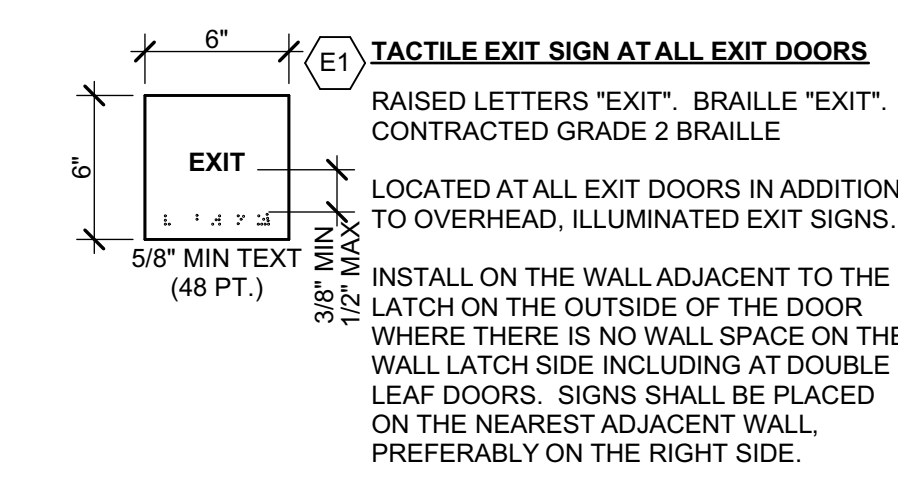 6"
E1
TACTILE EXIT SIGN AT ALL EXIT DOORS
RAISED LETTERS "EXIT". BRAILLE "EXIT".
CONTRACTED GRADE 2 BRAILLE
6"
EXIT
LOCATED AT ALL EXIT DOORS IN ADDITION
TO OVERHEAD, ILLUMINATED EXIT SIGNS.
5/8" MIN TEXT
(48 PT.)
3/8" MIN
1/2" MAX
INSTALL ON THE WALL ADJACENT TO THE
LATCH ON THE OUTSIDE OF THE DOOR
WHERE THERE IS NO WALL SPACE ON THE
WALL LATCH SIDE INCLUDING AT DOUBLE
LEAF DOORS. SIGNS SHALL BE PLACED
ON THE NEAREST ADJACENT WALL,
PREFERABLY ON THE RIGHT SIDE.